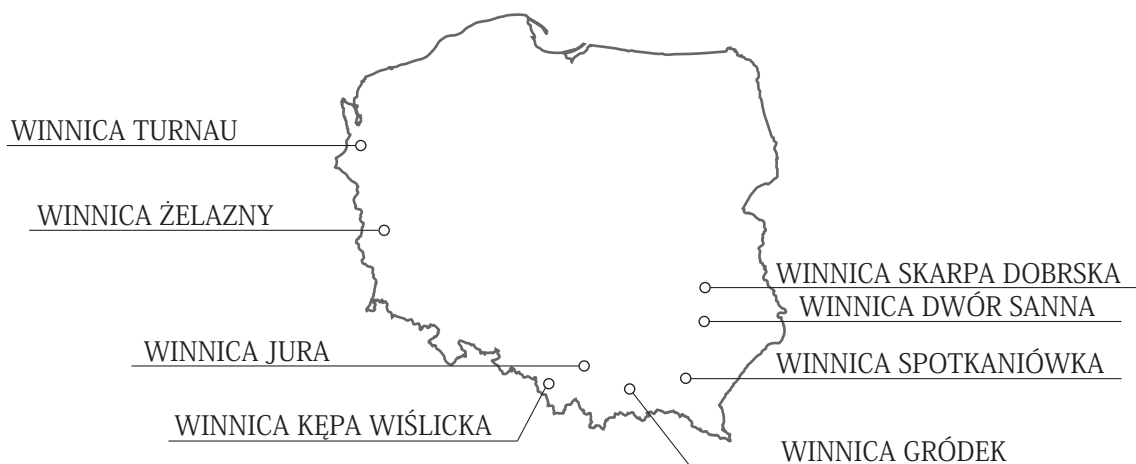 WINNICA TURNAU
WINNICA ŻELAZNY
WINNICA SKARPA DOBRSKA
WINNICA DWÓR SANNA
WINNICA JURA
WINNICA SPOTKANIÓWKA
WINNICA KĘPA WIŚLICKA
WINNICA GRÓDEK